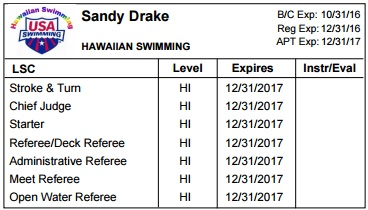 Hawaiian Swimming
USA
SWIMMING
Sandy Drake
HAWAIIAN SWIMMING
B/C Exp: 10/31/16
Reg Exp: 12/31/16
APT Exp: 12/31/17
LSC Level Expires Instr/Eval
Stroke & Turn HI 12/31/2017
Chief Judge HI 12/31/2017
Starter HI 12/31/2017
Referee/Deck Referee HI 12/31/2017
Administrative Referee HI 12/31/2017
Meet Referee HI 12/31/2017
Open Water Referee HI 12/31/2017